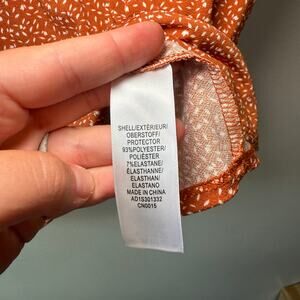 SHELL/EXTÉRIEUR/
OBERSTOFF/
PROTECTOR
93%POLYESTER/
POLIÉSTER
7%ELASTANE/
ÉLASTHANNE/
ELASTHAN/
ELASTANO
MADE IN CHINA
AD1S301332
CN0015